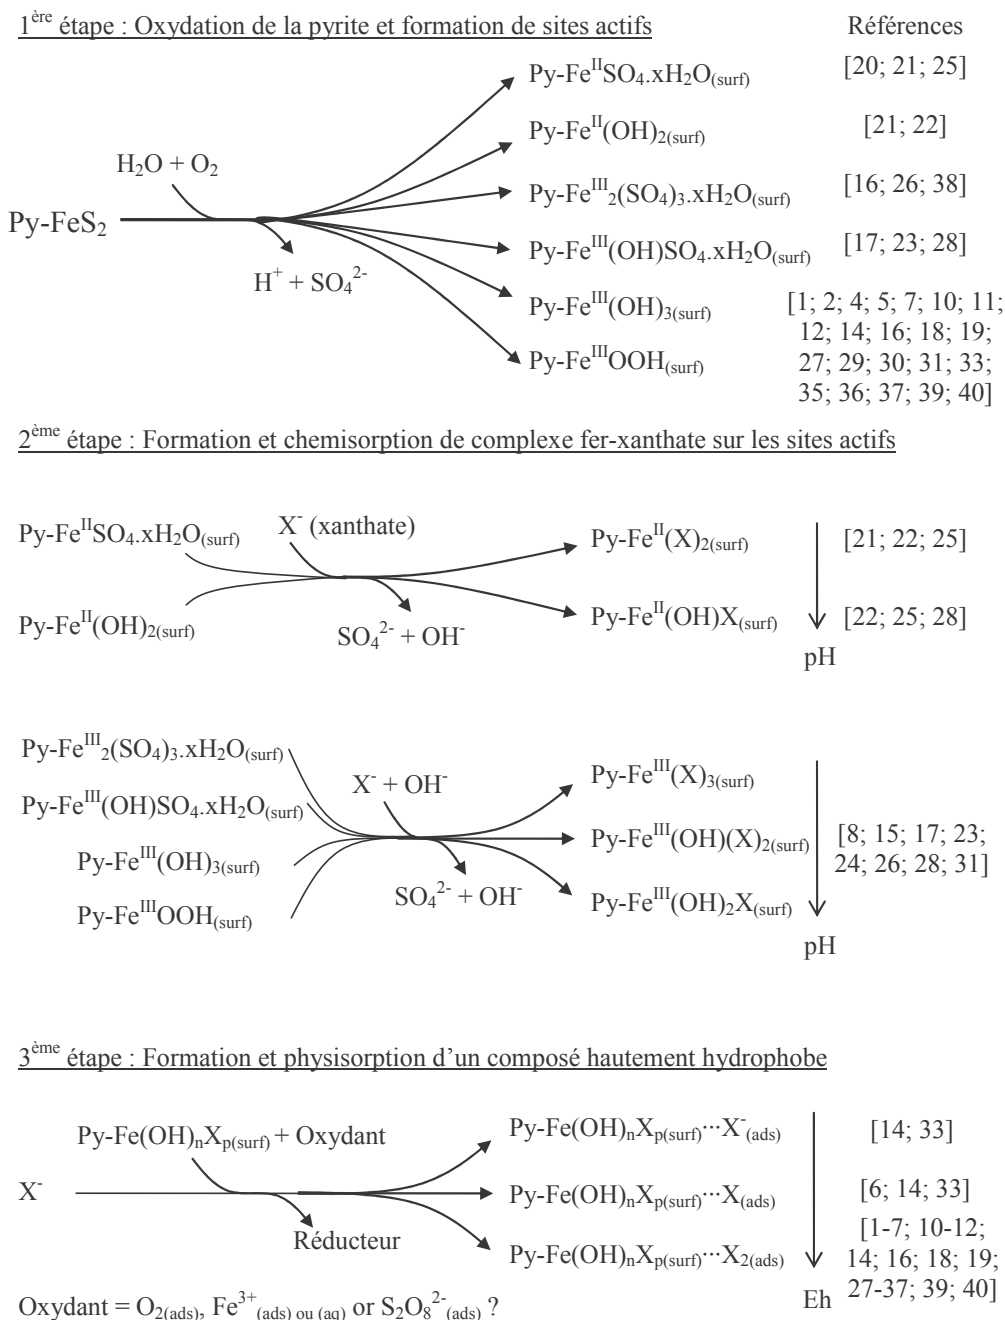 1ère étape : Oxydation de la pyrite et formation de sites actifs Références
Py-FeIISO4.xH2O(surf) [20; 21; 25]
Py-FeII(OH)2(surf) [21; 22]
H2O + O2
Py-FeIII2(SO4)3.xH2O(surf) [16; 26; 38]
Py-FeS2
Py-FeIII(OH)SO4.xH2O(surf) [17; 23; 28]
H+ + SO42-
Py-FeIII(OH)3(surf) [1; 2; 4; 5; 7; 10; 11;
12; 14; 16; 18; 19;
Py-FeIIIOOH(surf) 27; 29; 30; 31; 33;
35; 36; 37; 39; 40]
2ème étape : Formation et chemisorption de complexe fer-xanthate sur les sites actifs
Py-FeIISO4.xH2O(surf) X- (xanthate) Py-FeII(X)2(surf) [21; 22; 25]
Py-FeII(OH)2(surf) SO42- + OH- Py-FeII(OH)X(surf) [22; 25; 28]
pH
Py-FeIII2(SO4)3.xH2O(surf) Py-FeIII(X)3(surf)
X- + OH-
Py-FeIII(OH)SO4.xH2O(surf)
Py-FeIII(OH)(X)2(surf) [8; 15; 17; 23;
Py-FeIII(OH)3(surf) 24; 26; 28; 31]
SO42- + OH- Py-FeIII(OH)2X(surf)
Py-FeIIIOOH(surf)
pH
3ème étape : Formation et physisorption d'un composé hautement hydrophobe
Py-Fe(OH)nXp(surf) + Oxydant Py-Fe(OH)nXp(surf)···X-(ads) [14; 33]
X- Py-Fe(OH)nXp(surf)···X(ads) [6; 14; 33]
Réducteur Py-Fe(OH)nXp(surf)···X2(ads) [1-7; 10-12;
14; 16; 18; 19;
27-37; 39; 40]
Eh
Oxydant = O2(ads), Fe3+(ads) ou (aq) or S2O82-(ads) ?